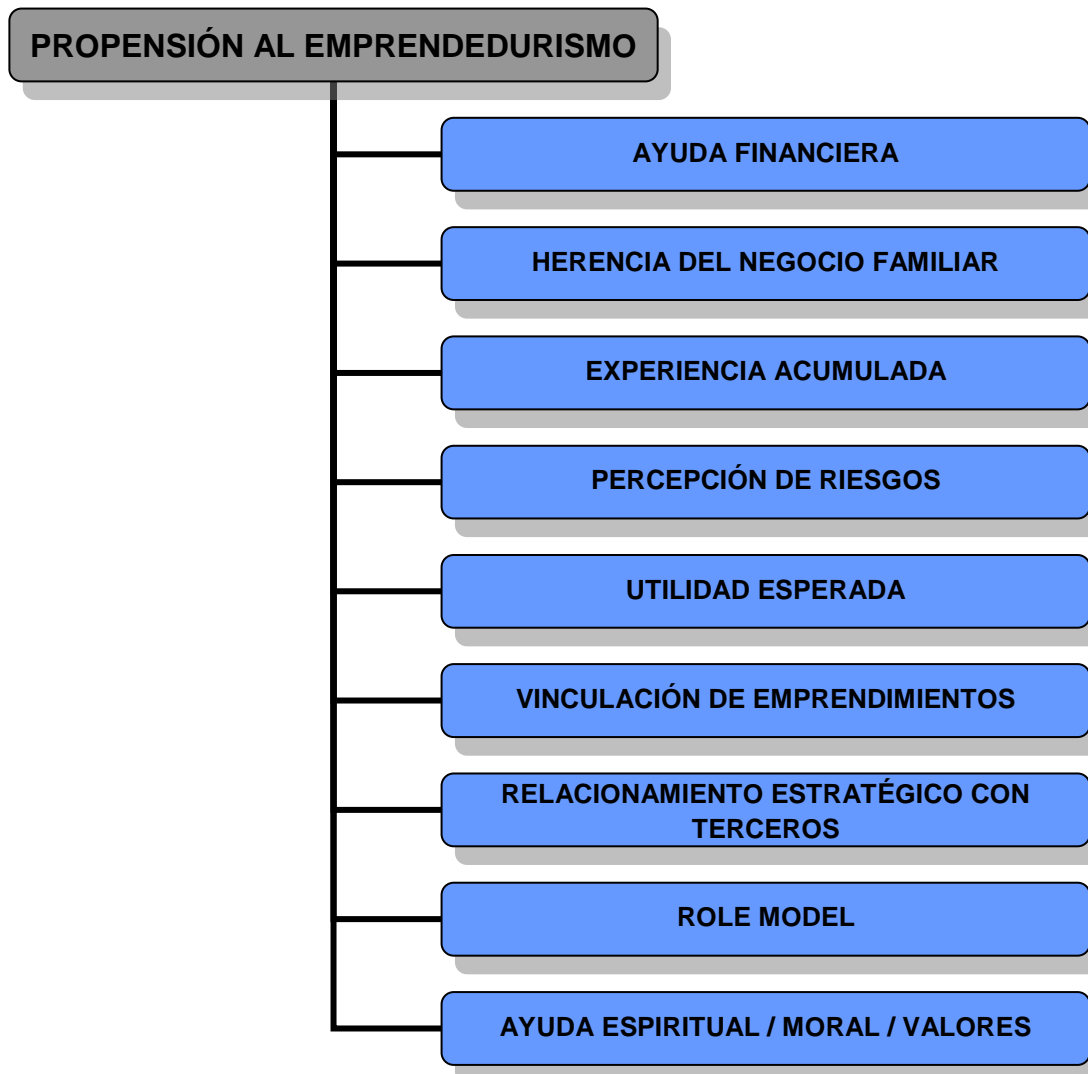 PROPENSIÓN AL EMPRENDEDURISMO
AYUDA FINANCIERA
HERENCIA DEL NEGOCIO FAMILIAR
EXPERIENCIA ACUMULADA
PERCEPCIÓN DE RIESGOS
UTILIDAD ESPERADA
VINCULACIÓN DE EMPRENDIMIENTOS
RELACIONAMIENTO ESTRATÉGICO CON
TERCEROS
ROLE MODEL
AYUDA ESPIRITUAL / MORAL / VALORES